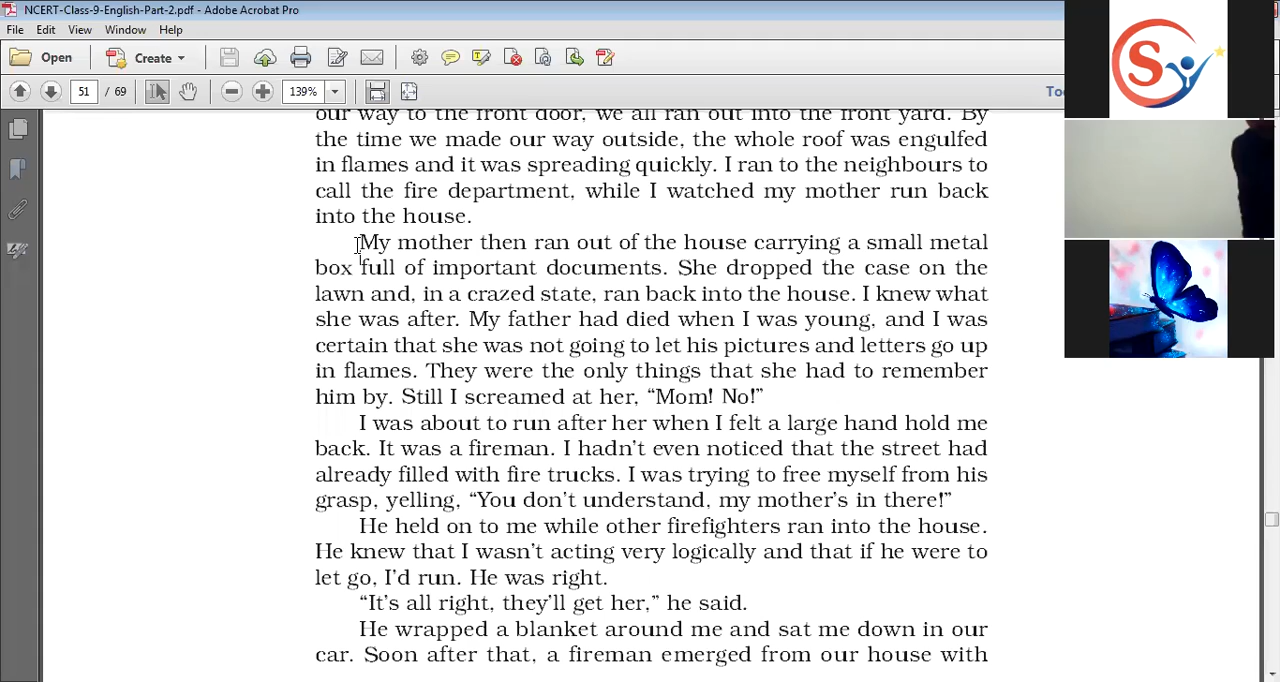 NCERT-Class-9-English-Part-2.pdf - Adobe Acrobat Pro
File Edit View Window Help
Open Create
51 / 69 139% Too
our way to the front door, we all ran out into the front yard. By
the time we made our way outside, the whole roof was engulfed
in flames and it was spreading quickly. I ran to the neighbours to
call the fire department, while I watched my mother run back
into the house.
My mother then ran out of the house carrying a small metal
box full of important documents. She dropped the case on the
lawn and, in a crazed state, ran back into the house. I knew what
she was after. My father had died when I was young, and I was
certain that she was not going to let his pictures and letters go up
in flames. They were the only things that she had to remember
him by. Still I screamed at her, “Mom! No!”
I was about to run after her when I felt a large hand hold me
back. It was a fireman. I hadn’t even noticed that the street had
already filled with fire trucks. I was trying to free myself from his
grasp, yelling, “You don’t understand, my mother’s in there!”
He held on to me while other firefighters ran into the house.
He knew that I wasn’t acting very logically and that if he were to
let go, I’d run. He was right.
“It’s all right, they’ll get her,” he said.
He wrapped a blanket around me and sat me down in our
car. Soon after that, a fireman emerged from our house with
S